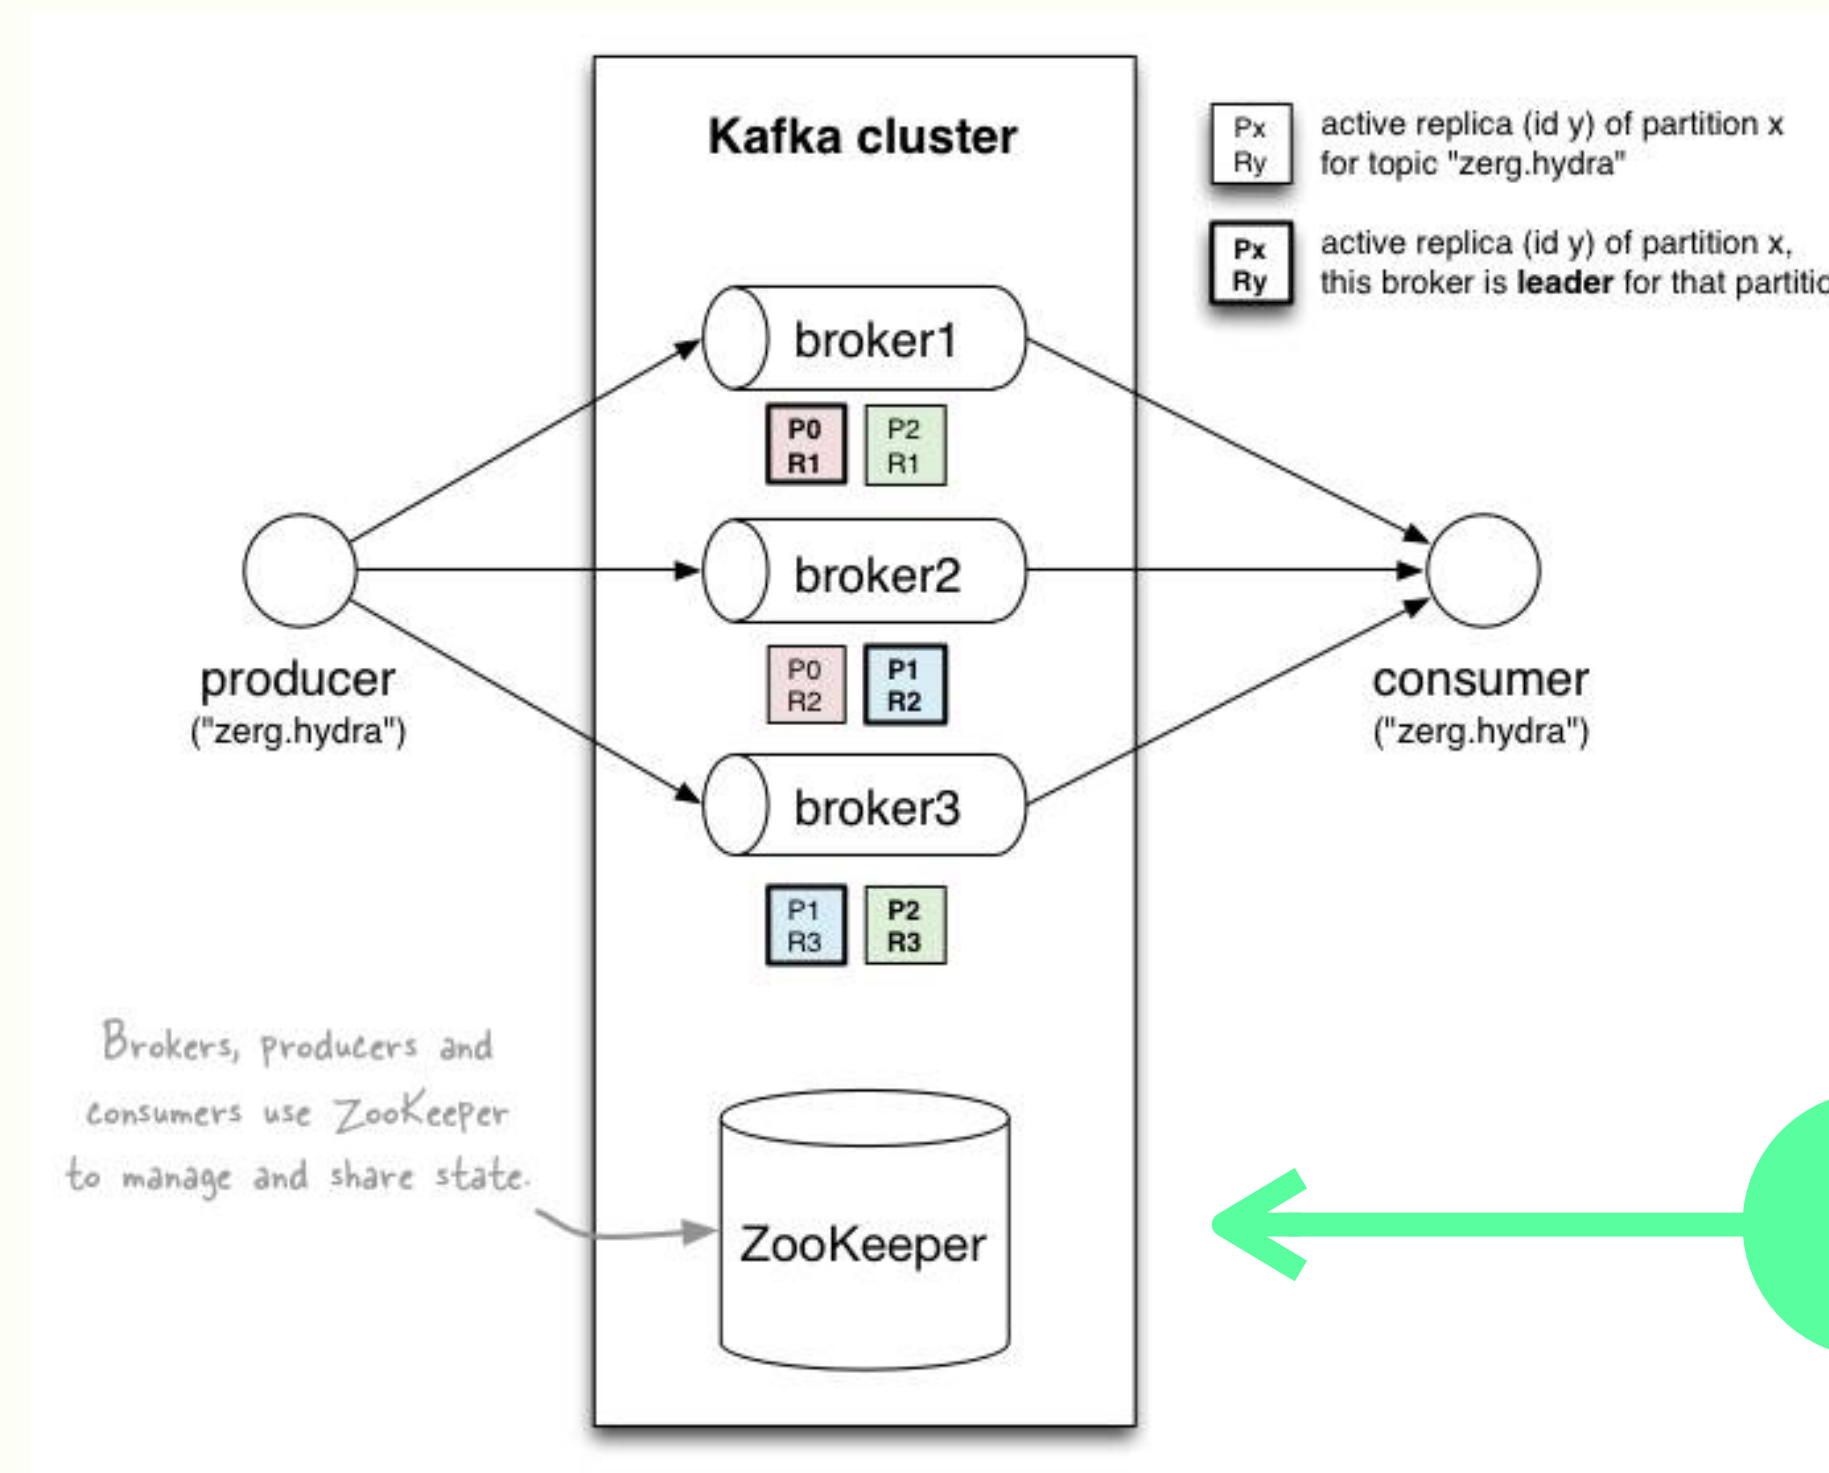 Kafka cluster
Px
Ry
active replica (id y) of partition x
for topic "zerg.hydra"
Px
Ry
active replica (id y) of partition x,
this broker is leader for that
broker1
P0
R1
P2
R1
broker2
P0
R2
P1
R2
producer
("zerg.hydra")
consumer
("zerg.hydra")
broker3
P1
R3
P2
R3
Brokers, producers and
consumers use ZooKeeper
to manage and share state.
ZooKeeper